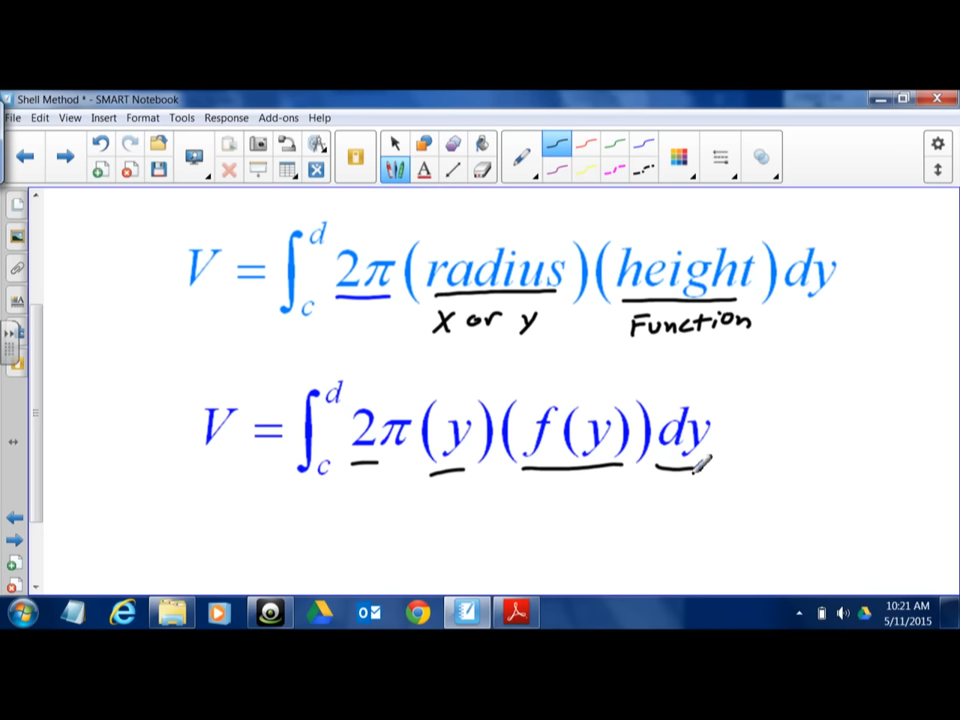 Shell Method * - SMART Notebook
File Edit View Insert Format Tools Response Add-ons Help
V = ∫_c^d 2π(radius)(height)dy
X or y Function
V = ∫_c^d 2π(y)(f(y))dy
10:21 AM
5/11/2015